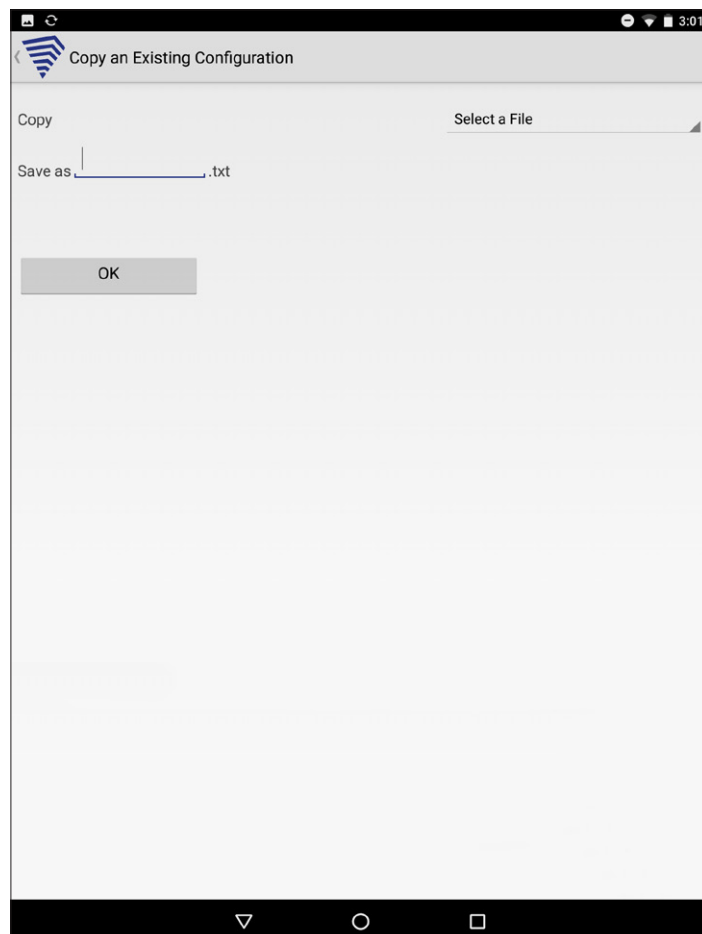 3:01
Copy an Existing Configuration
Copy
Select a File
Save as .txt
OK